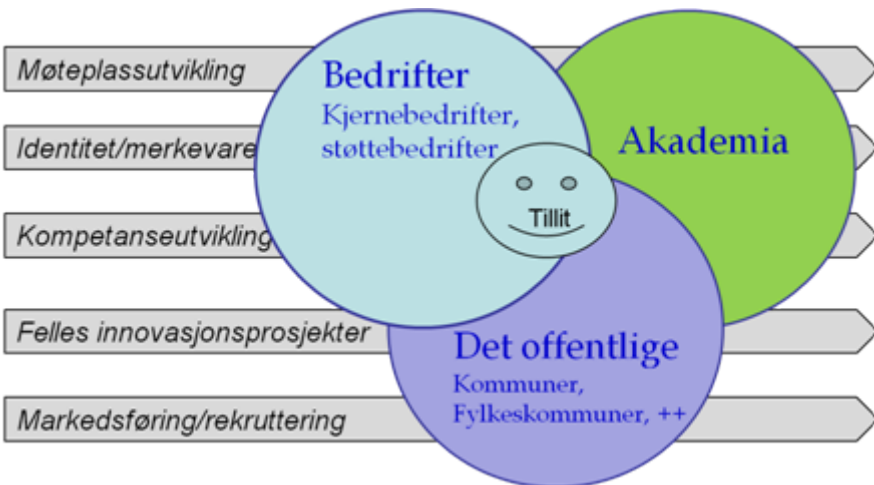 Møteplassutvikling
Identitet/merkevare
Kompetanseutvikling
Felles innovasjonsprosjekter
Markedsføring/rekruttering
Bedrifter
Kjernebedrifter,
støttebedrifter
Akademia
Tillit
Det offentlige
Kommuner,
Fylkeskommuner, ++